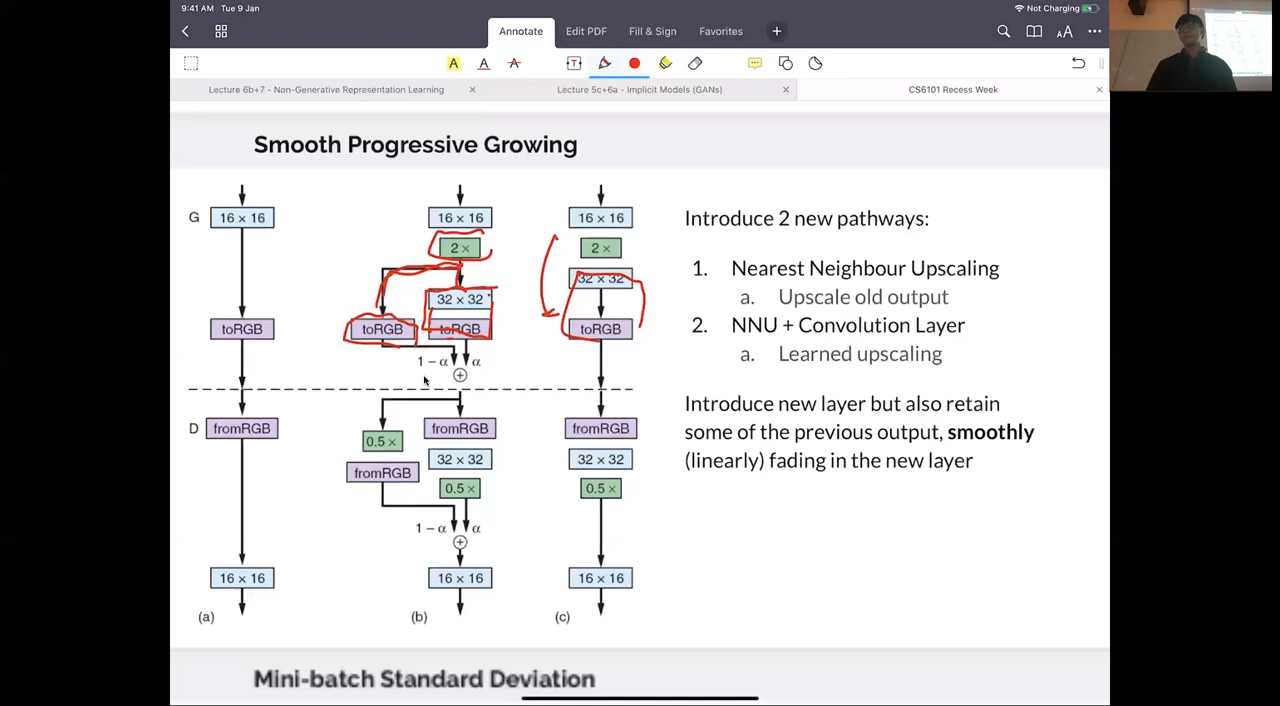 9:41 AM Tue 9 Jan
Not Charging
Annotate
Edit PDF
Fill & Sign
Favorites
+
AA
A A A T
Lecture 6b+7 - Non-Generative Representation Learning ×
Lecture 5c+6a - Implicit Models (GANs) ×
CS6101 Recess Week ×
Smooth Progressive Growing
G 16 × 16 16 × 16 16 × 16
2 × 2 ×
32 × 32 32 × 32
toRGB toRGB toRGB toRGB
1 − α α
D fromRGB fromRGB fromRGB
0.5 × 32 × 32 32 × 32
fromRGB 0.5 × 0.5 ×
1 − α α
16 × 16 16 × 16 16 × 16
(a) (b) (c)
Introduce 2 new pathways:
1. Nearest Neighbour Upscaling
a. Upscale old output
2. NNU + Convolution Layer
a. Learned upscaling
Introduce new layer but also retain
some of the previous output, smoothly
(linearly) fading in the new layer
Mini-batch Standard Deviation